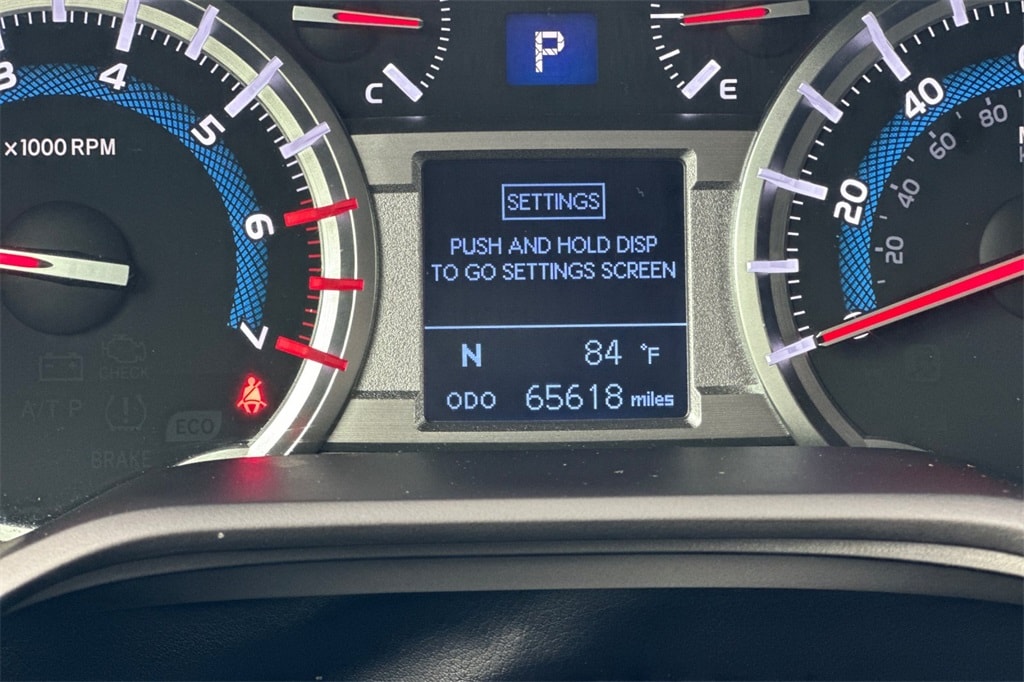 3
4
5
6
7
x1000 RPM
C
P
E
SETTINGS
PUSH AND HOLD DISP
TO GO SETTINGS SCREEN
N 84 °F
ODO 65618 miles
CHECK
A/T P
ECO
BRAKE
0
20
40
20
40
60
80